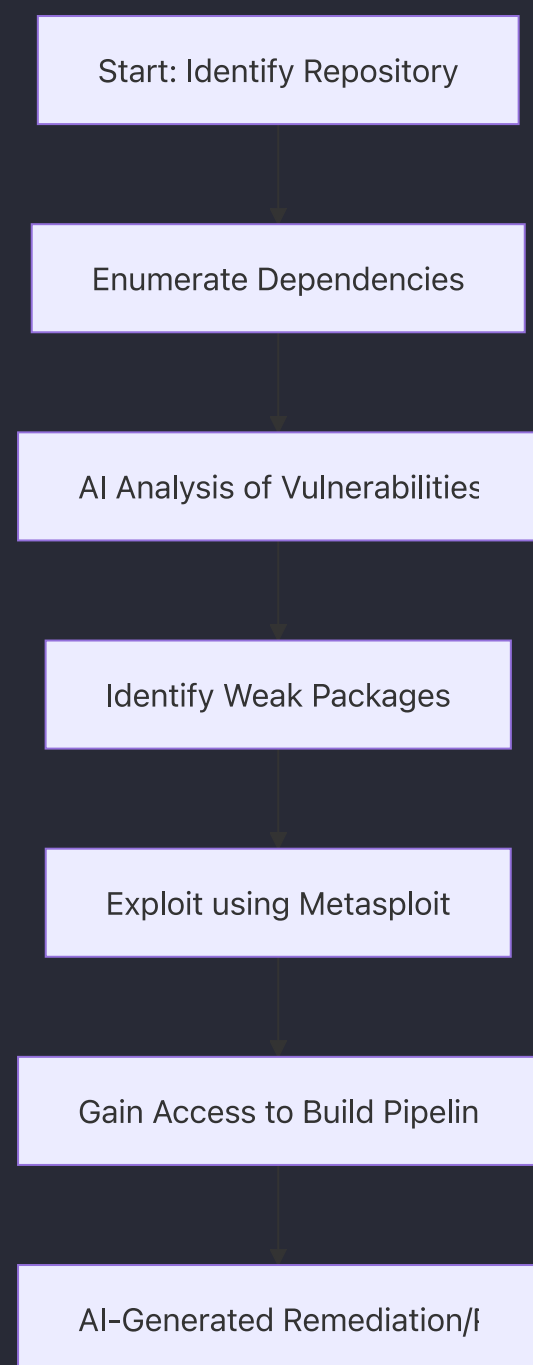 Start: Identify Repository
Enumerate Dependencies
AI Analysis of Vulnerabilities
Identify Weak Packages
Exploit using Metasploit
Gain Access to Build Pipelin
AI-Generated Remediation/